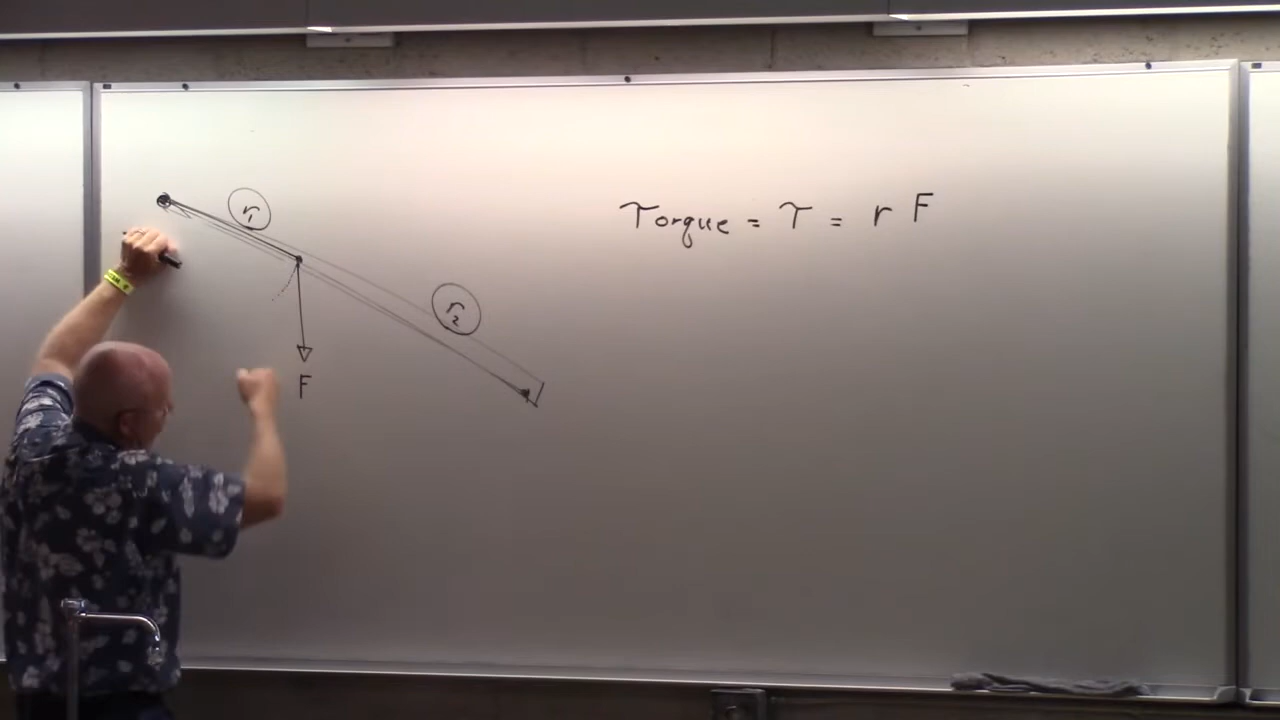 r₁
Torque = τ = r F
r₂
F